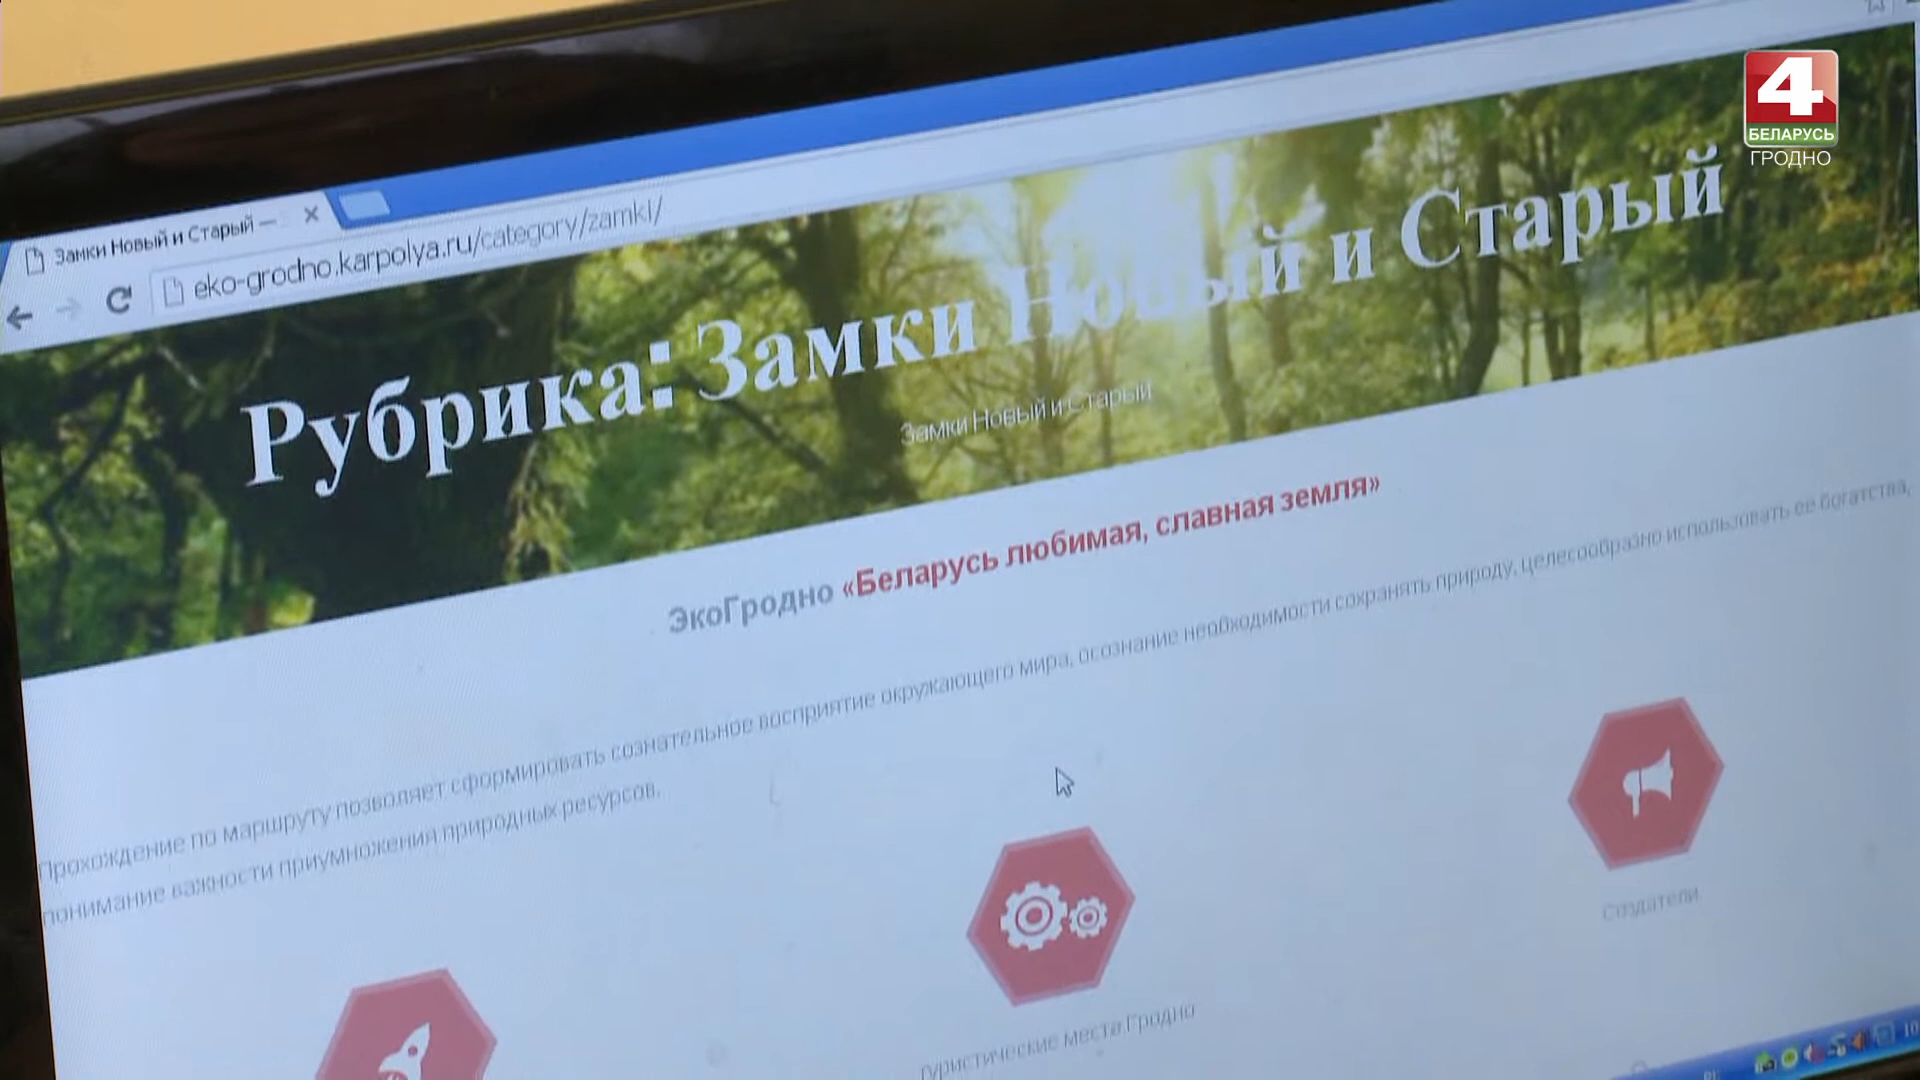 4
БЕЛАРУСЬ
ГРОДНО
Замки Новый и Старый —
eko-grodno.karpolya.ru/category/zamki/
Рубрика: Замки Новый и Старый
Замки Новый и Старый
ЭкоГродно «Беларусь любимая, славная земля»
Прохождение по маршруту позволяет сформировать сознательное восприятие окружающего мира, осознание необходимости сохранять природу, целесообразно использовать ее богатства,
понимание важности приумножения природных ресурсов.
Создатели
Туристические места Гродно
10